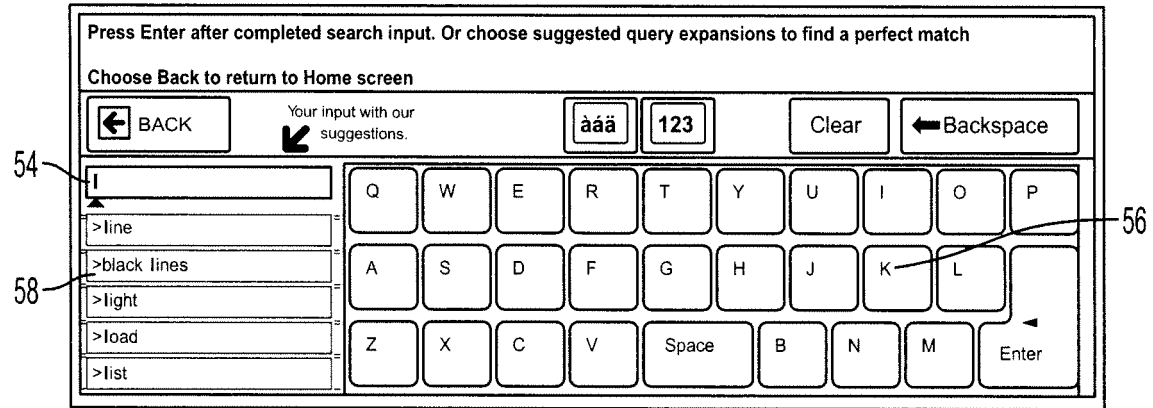 Press Enter after completed search input. Or choose suggested query expansions to find a perfect match
Choose Back to return to Home screen
BACK
Your input with our
suggestions.
àáä
123
Clear
Backspace
54
l
>line
>black lines
58
>light
>load
>list
Q W E R T Y U I O P
56
A S D F G H J K L
Z X C V Space B N M Enter